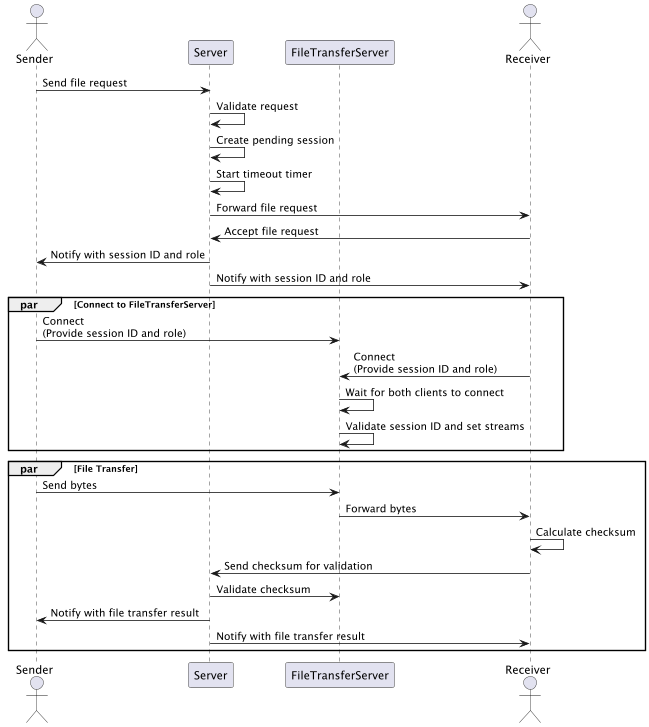 Sender
Server
FileTransferServer
Receiver
Send file request
Validate request
Create pending session
Start timeout timer
Forward file request
Accept file request
Notify with session ID and role
Notify with session ID and role
par [Connect to FileTransferServer]
Connect
(Provide session ID and role)
Connect
(Provide session ID and role)
Wait for both clients to connect
Validate session ID and set streams
par [File Transfer]
Send bytes
Forward bytes
Calculate checksum
Send checksum for validation
Validate checksum
Notify with file transfer result
Notify with file transfer result
Sender
Server
FileTransferServer
Receiver